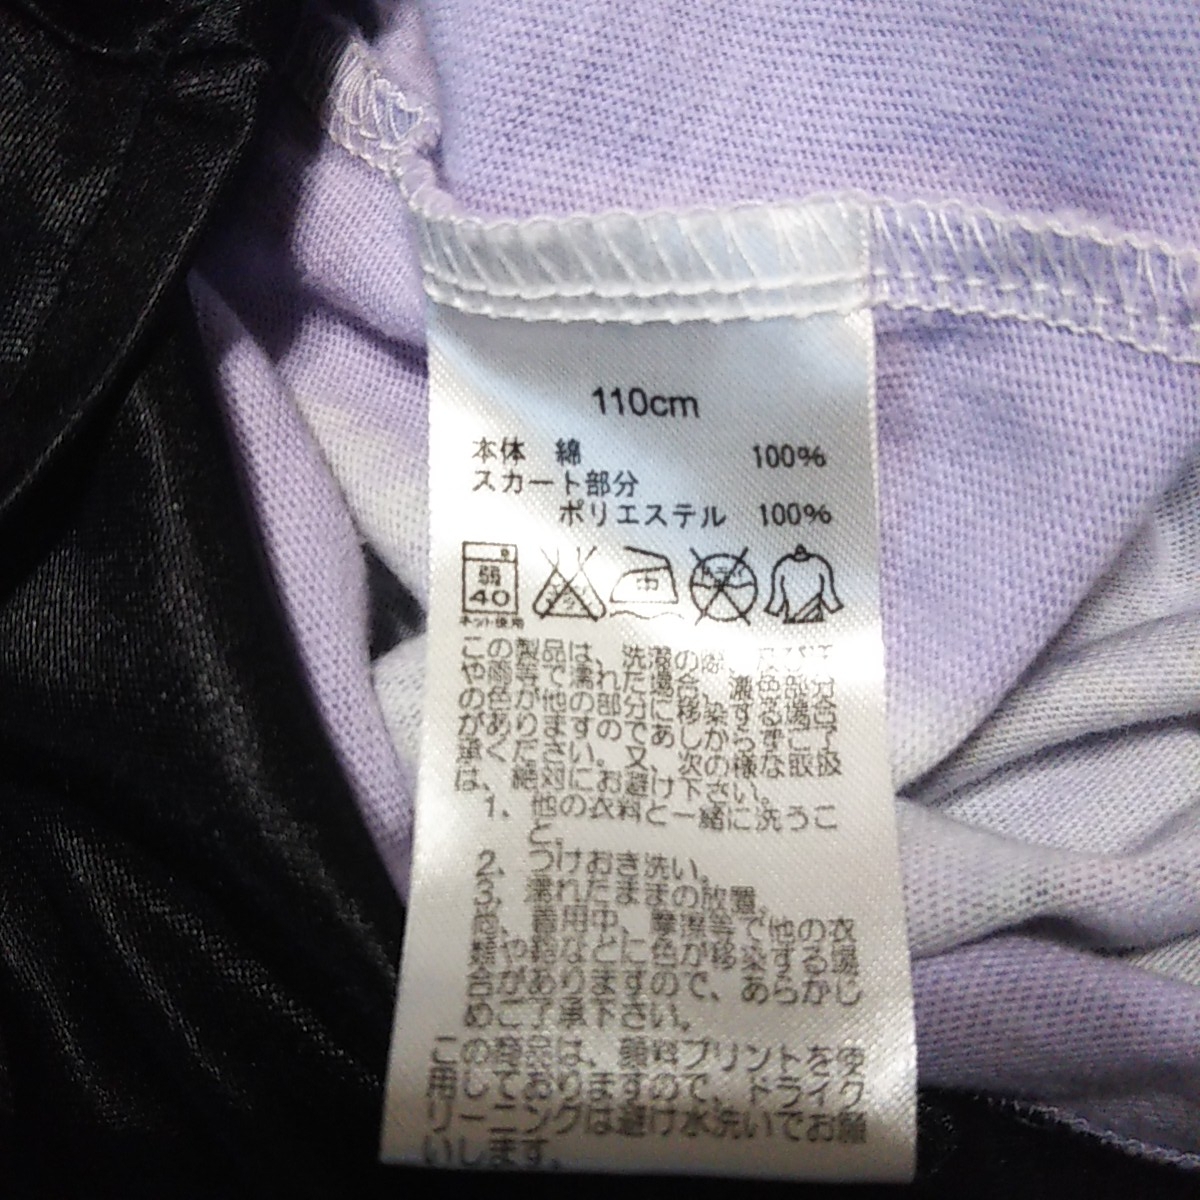 110cm
本体 綿 100%
スカート部分
ポリエステル 100%
弱
40
ネット使用
中
この製品は、洗濯の際、及び汗
や雨等で濡れた場合、濃色部分
の色が他の部分に移染する場合
がありますのであしからずご了
承ください。又、次の様な取扱
は、絶対にお避け下さい。
1、他の衣料と一緒に洗うこ
と。
2、つけおき洗い。
3、濡れたままの放置。
尚、着用中、摩擦等で他の衣
類や鞄などに色が移染する場
合がありますので、あらかじ
めご了承下さい。
この商品は、顔料プリントを使
用しておりますので、ドライク
リーニングは避け水洗いでお願
いします。